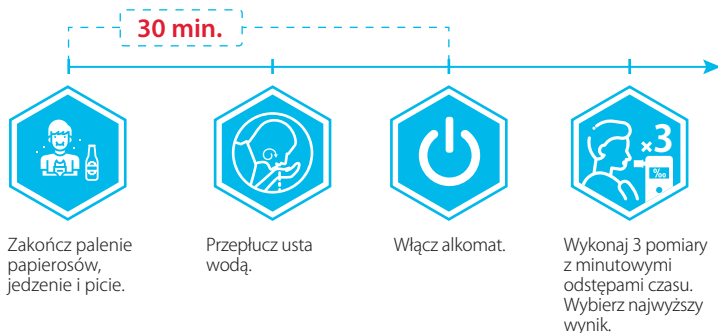 30 min.
×3
‰
Zakończ palenie
papierosów,
jedzenie i picie.
Przepłucz usta
wodą.
Włącz alkomat.
Wykonaj 3 pomiary
z minutowymi
odstępami czasu.
Wybierz najwyższy
wynik.